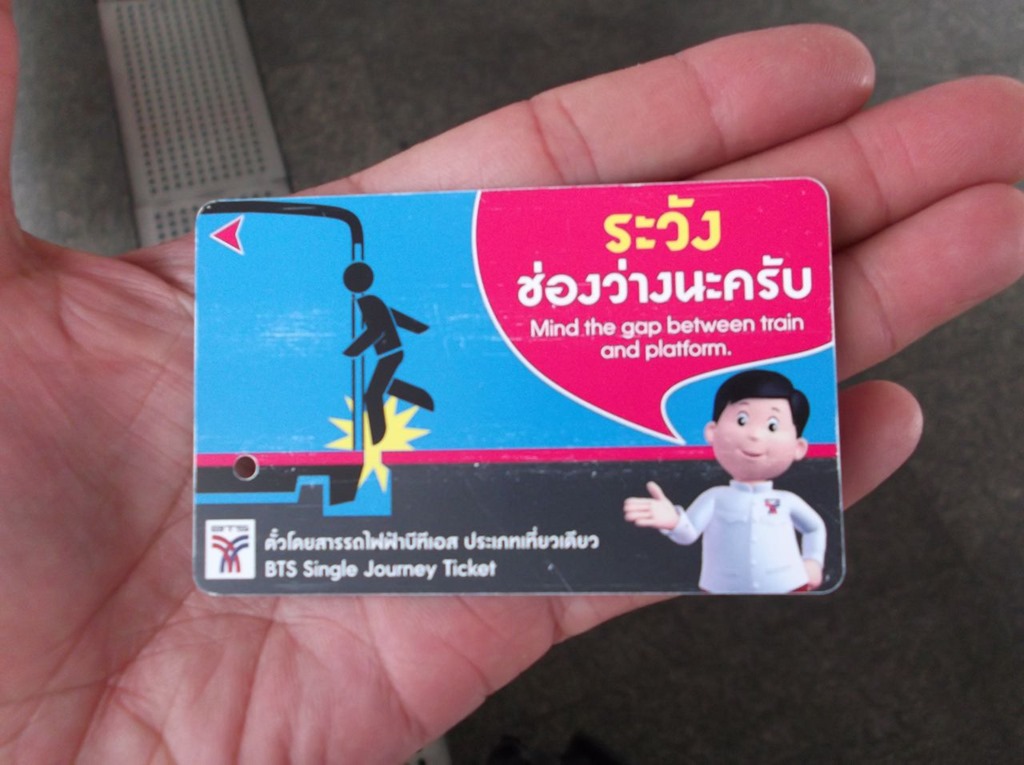 ระวัง
ช่องว่างนะครับ
Mind the gap between train
and platform.
BTS
ตั๋วโดยสารรถไฟฟ้าบีทีเอส ประเภทเที่ยวเดียว
BTS Single Journey Ticket